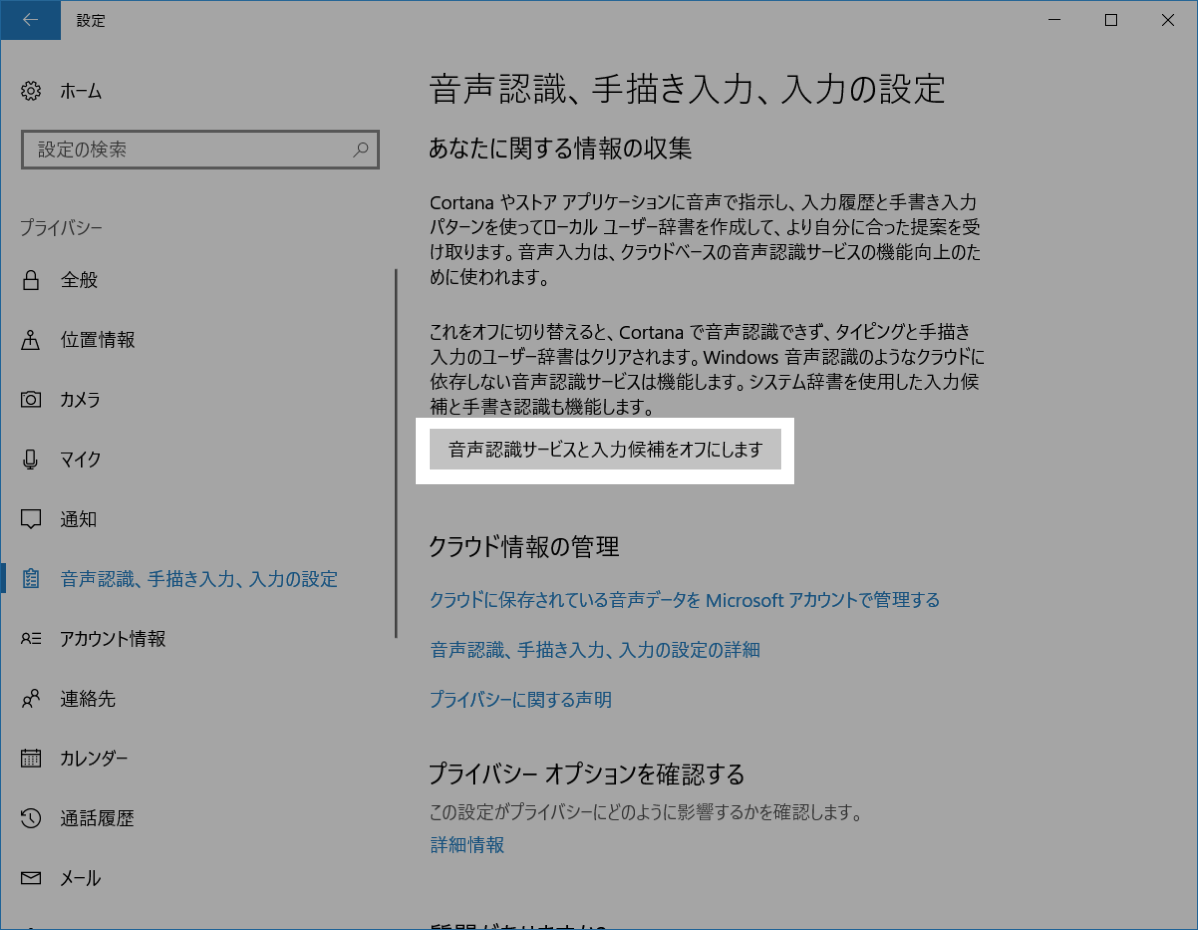 設定
ホーム
設定の検索
プライバシー
全般
位置情報
カメラ
マイク
通知
音声認識、手描き入力、入力の設定
アカウント情報
連絡先
カレンダー
通話履歴
メール
音声認識、手描き入力、入力の設定
あなたに関する情報の収集
Cortana やストア アプリケーションに音声で指示し、入力履歴と手書き入力
パターンを使ってローカル ユーザー辞書を作成して、より自分に合った提案を受
け取ります。音声入力は、クラウドベースの音声認識サービスの機能向上のた
めに使われます。
これをオフに切り替えると、Cortana で音声認識できず、タイピングと手描き
入力のユーザー辞書はクリアされます。Windows 音声認識のようなクラウドに
依存しない音声認識サービスは機能します。システム辞書を使用した入力候
補と手書き認識も機能します。
音声認識サービスと入力候補をオフにします
クラウド情報の管理
クラウドに保存されている音声データを Microsoft アカウントで管理する
音声認識、手描き入力、入力の設定の詳細
プライバシーに関する声明
プライバシー オプションを確認する
この設定がプライバシーにどのように影響するかを確認します。
詳細情報